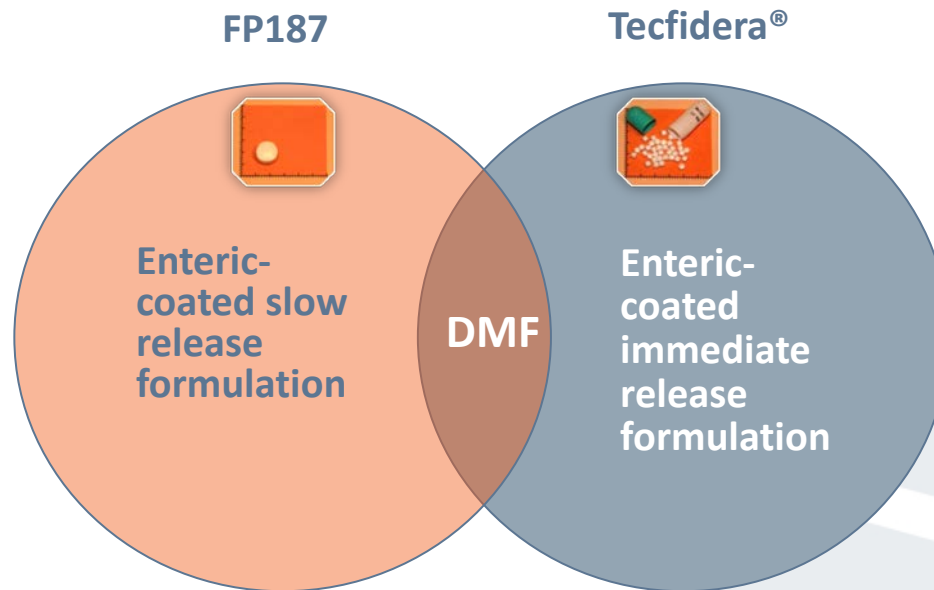 FP187
Tecfidera®
Enteric-
coated slow
release
formulation
DMF
Enteric-
coated
immediate
release
formulation